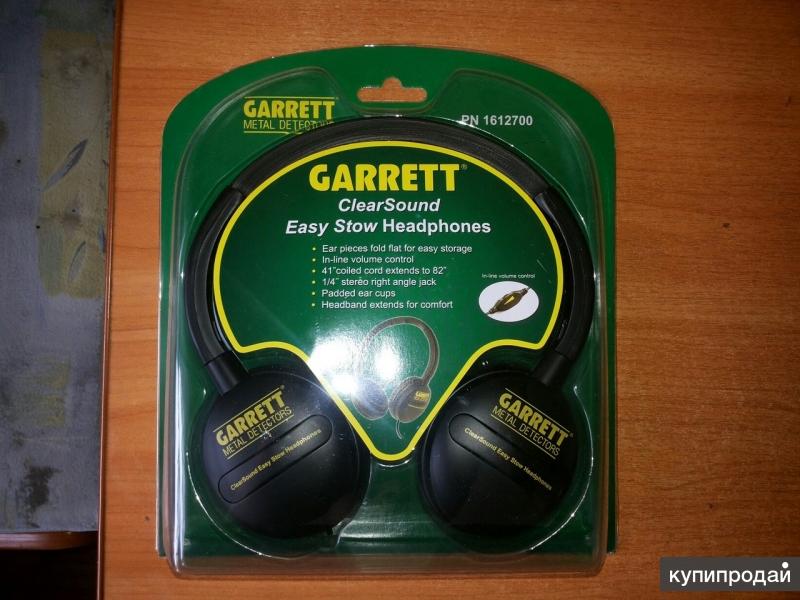 GARRETT
METAL DETECTORS
PN 1612700
GARRETT®
ClearSound
Easy Stow Headphones
• Ear pieces fold flat for easy storage
• In-line volume control
• 41"coiled cord extends to 82"
• 1/4" stereo right angle jack
• Padded ear cups
• Headband extends for comfort
In-line volume control
GARRETT®
METAL DETECTORS
ClearSound Easy Stow Headphones
GARRETT®
METAL DETECTORS
ClearSound Easy Stow Headphones
купипродай